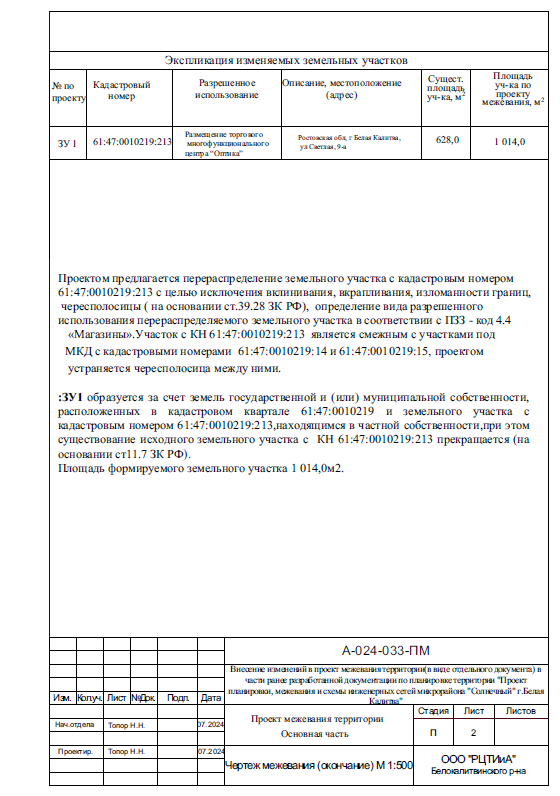 Экспликация изменяемых земельных участков
№ по проекту
Кадастровый номер
Разрешенное использование
Описание, местоположение (адрес)
Сущест. площадь уч-ка, м2
Площадь уч-ка по проекту межевания, м2
ЗУ 1
61:47:0010219:213
Размещение торгового многофункционального центра "Оптика"
Ростовская обл, г Белая Калитва, ул Светлая, 9-а
628,0
1 014,0
Проектом предлагается перераспределение земельного участка с кадастровым номером
61:47:0010219:213 с целью исключения вклинивания, вкрапливания, изломанности границ,
чересполосицы ( на основании ст.39.28 ЗК РФ), определение вида разрешенного
использования перераспределяемого земельного участка в соответствии с ПЗЗ - код 4.4
«Магазины».Участок с КН 61:47:0010219:213 является смежным с участками под
МКД с кадастровыми номерами 61:47:0010219:14 и 61:47:0010219:15, проектом
устраняется чересполосица между ними.
:ЗУ1 образуется за счет земель государственной и (или) муниципальной собственности,
расположенных в кадастровом квартале 61:47:0010219 и земельного участка с
кадастровым номером 61:47:0010219:213,находящимся в частной собственности,при этом
существование исходного земельного участка с КН 61:47:0010219:213 прекращается (на
основании ст11.7 ЗК РФ).
Площадь формируемого земельного участка 1 014,0м2.
А-024-033-ПМ
Внесение изменений в проект межевания территории(в виде отдельного документа) в
части ранее разработанной документации по планировке территории "Проект
планировки, межевания и схемы инженерных сетей микрорайона "Солнечный" г.Белая
Калитва"
Изм. Кол.уч. Лист №Док. Подп. Дата
Нач.отдела Топор Н.Н. 07.2024
Проектир. Топор Н.Н. 07.2024
Проект межевания территории
Основная часть
Стадия Лист Листов
П 2
Чертеж межевания (окончание) М 1:500
ООО "РЦТИиА"
Белокалитвинского р-на